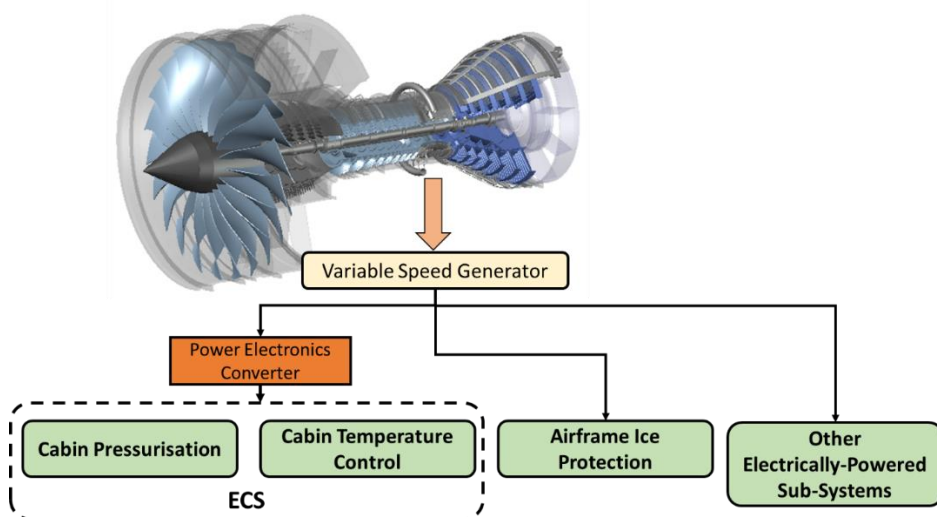 Variable Speed Generator
Power Electronics
Converter
Cabin Pressurisation
Cabin Temperature
Control
ECS
Airframe Ice
Protection
Other
Electrically-Powered
Sub-Systems